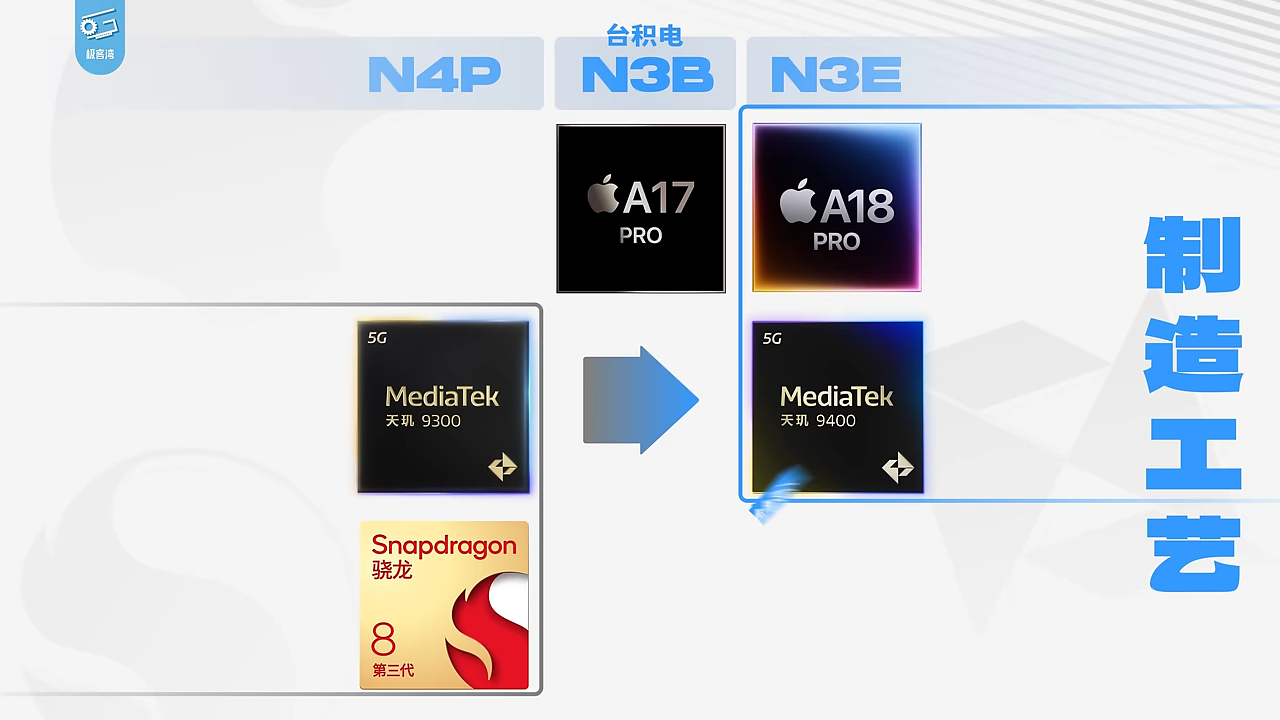 极客湾
台积电
N4P
N3B
N3E
A17
PRO
A18
PRO
5G
MediaTek
天玑 9300
5G
MediaTek
天玑 9400
Snapdragon
骁龙
8
第三代
制造工艺